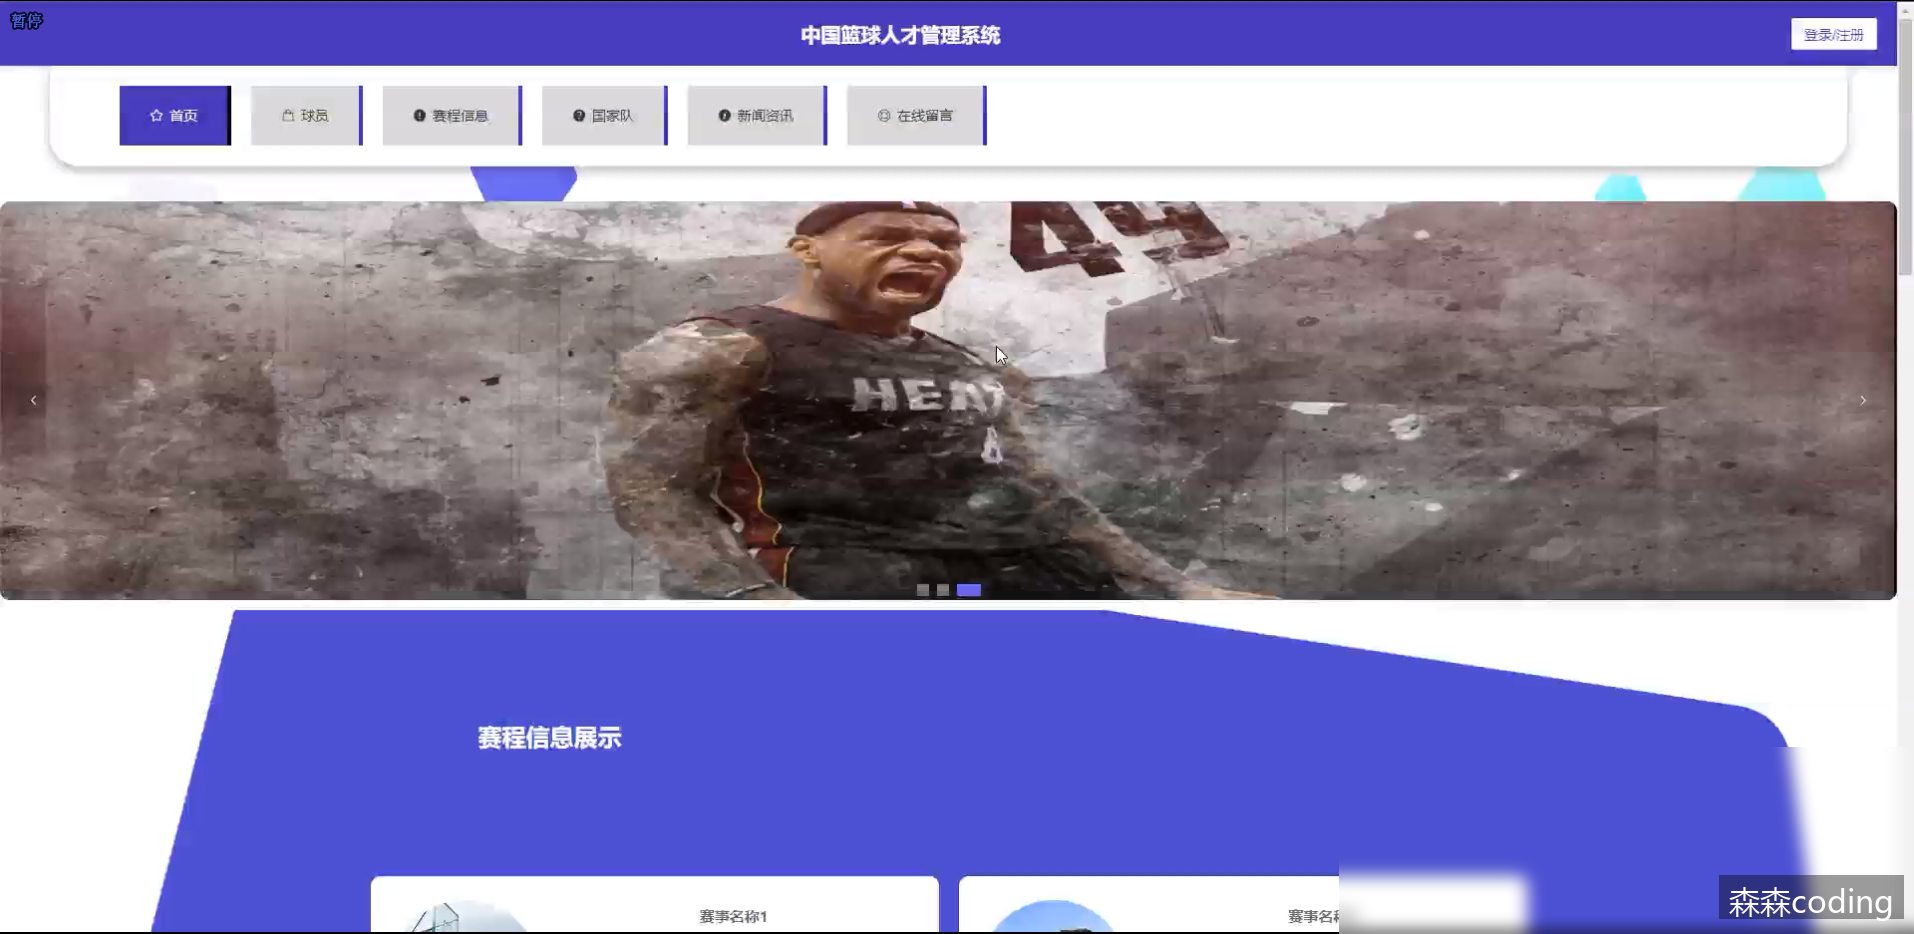 暂停
中国篮球人才管理系统
登录/注册
首页
球员
赛程信息
国家队
新闻资讯
在线留言
49
HEAT
赛程信息展示
赛事名称1
赛事名
森森coding